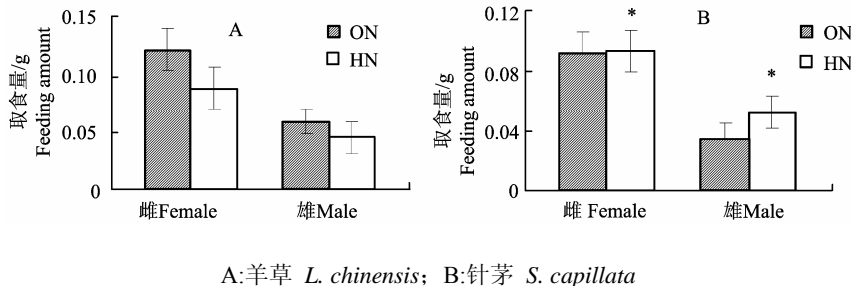 取食量/g
Feeding amount
0.15
0.10
0.05
0
A
ON
HN
雌Female
雄Male
取食量/g
Feeding amount
0.12
0.08
0.04
0
*
B
ON
HN
*
雌 Female
雄Male
A:羊草 L. chinensis；B:针茅 S. capillata